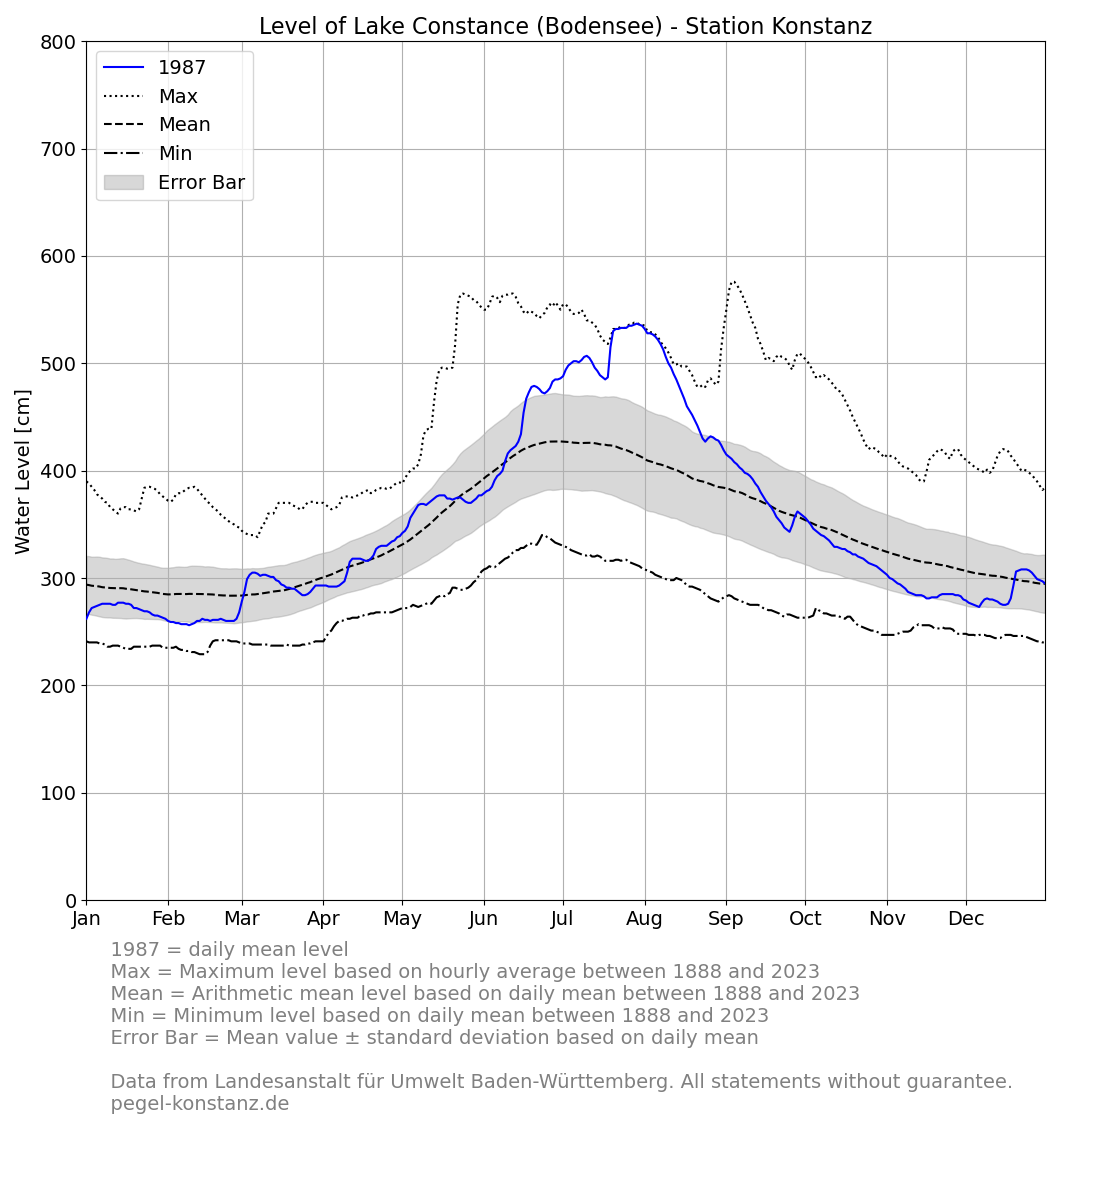 Level of Lake Constance (Bodensee) - Station Konstanz
800
700
600
500
400
300
200
100
0
Water Level [cm]
1987
Max
Mean
Min
Error Bar
Jan Feb Mar Apr May Jun Jul Aug Sep Oct Nov Dec
1987 = daily mean level
Max = Maximum level based on hourly average between 1888 and 2023
Mean = Arithmetic mean level based on daily mean between 1888 and 2023
Min = Minimum level based on daily mean between 1888 and 2023
Error Bar = Mean value ± standard deviation based on daily mean
Data from Landesanstalt für Umwelt Baden-Württemberg. All statements without guarantee.
pegel-konstanz.de